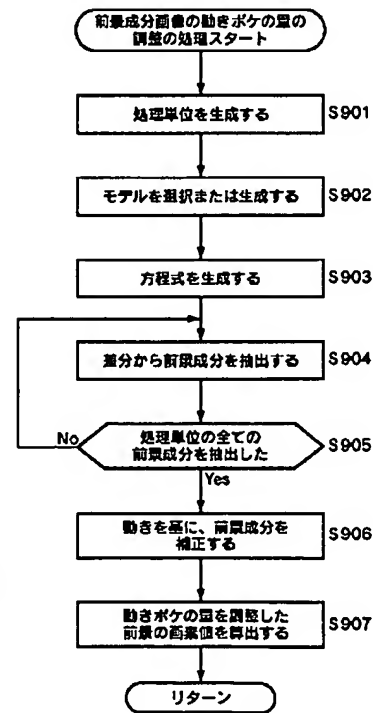 前景成分画像の動きボケの量の
調整の処理スタート
処理単位を生成する
S901
モデルを選択または生成する
S902
方程式を生成する
S903
差分から前景成分を抽出する
S904
処理単位の全ての
前景成分を抽出した
S905
No
Yes
動きを基に、前景成分を
補正する
S906
動きボケの量を調整した
前景の画素値を算出する
S907
リターン